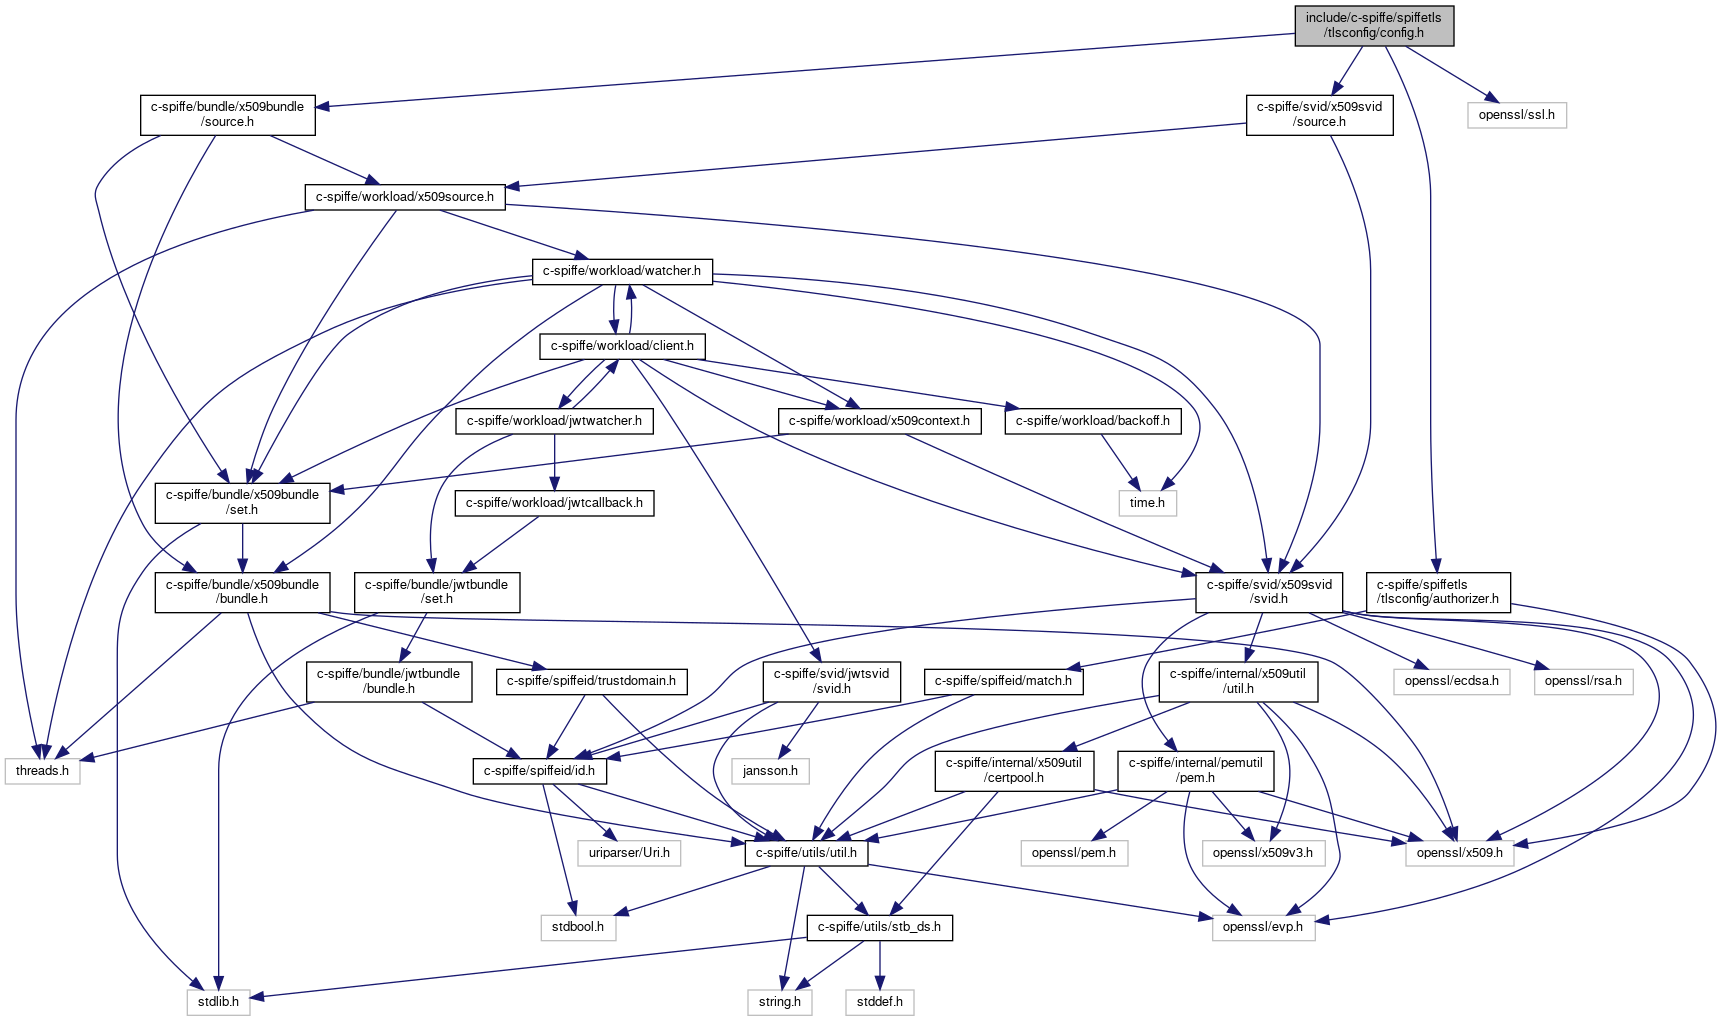 include/c-spiffe/spiffetls
/tlsconfig/config.h
c-spiffe/bundle/x509bundle
/source.h
c-spiffe/svid/x509svid
/source.h
openssl/ssl.h
c-spiffe/workload/x509source.h
c-spiffe/workload/watcher.h
c-spiffe/workload/client.h
c-spiffe/workload/jwtwatcher.h
c-spiffe/workload/x509context.h
c-spiffe/workload/backoff.h
c-spiffe/bundle/x509bundle
/set.h
c-spiffe/workload/jwtcallback.h
time.h
c-spiffe/bundle/x509bundle
/bundle.h
c-spiffe/bundle/jwtbundle
/set.h
c-spiffe/svid/x509svid
/svid.h
c-spiffe/spiffetls
/tlsconfig/authorizer.h
c-spiffe/bundle/jwtbundle
/bundle.h
c-spiffe/spiffeid/trustdomain.h
c-spiffe/svid/jwtsvid
/svid.h
c-spiffe/spiffeid/match.h
c-spiffe/internal/x509util
/util.h
openssl/ecdsa.h
openssl/rsa.h
threads.h
c-spiffe/spiffeid/id.h
jansson.h
c-spiffe/internal/x509util
/certpool.h
c-spiffe/internal/pemutil
/pem.h
uriparser/Uri.h
c-spiffe/utils/util.h
openssl/pem.h
openssl/x509v3.h
openssl/x509.h
stdbool.h
c-spiffe/utils/stb_ds.h
openssl/evp.h
stdlib.h
string.h
stddef.h